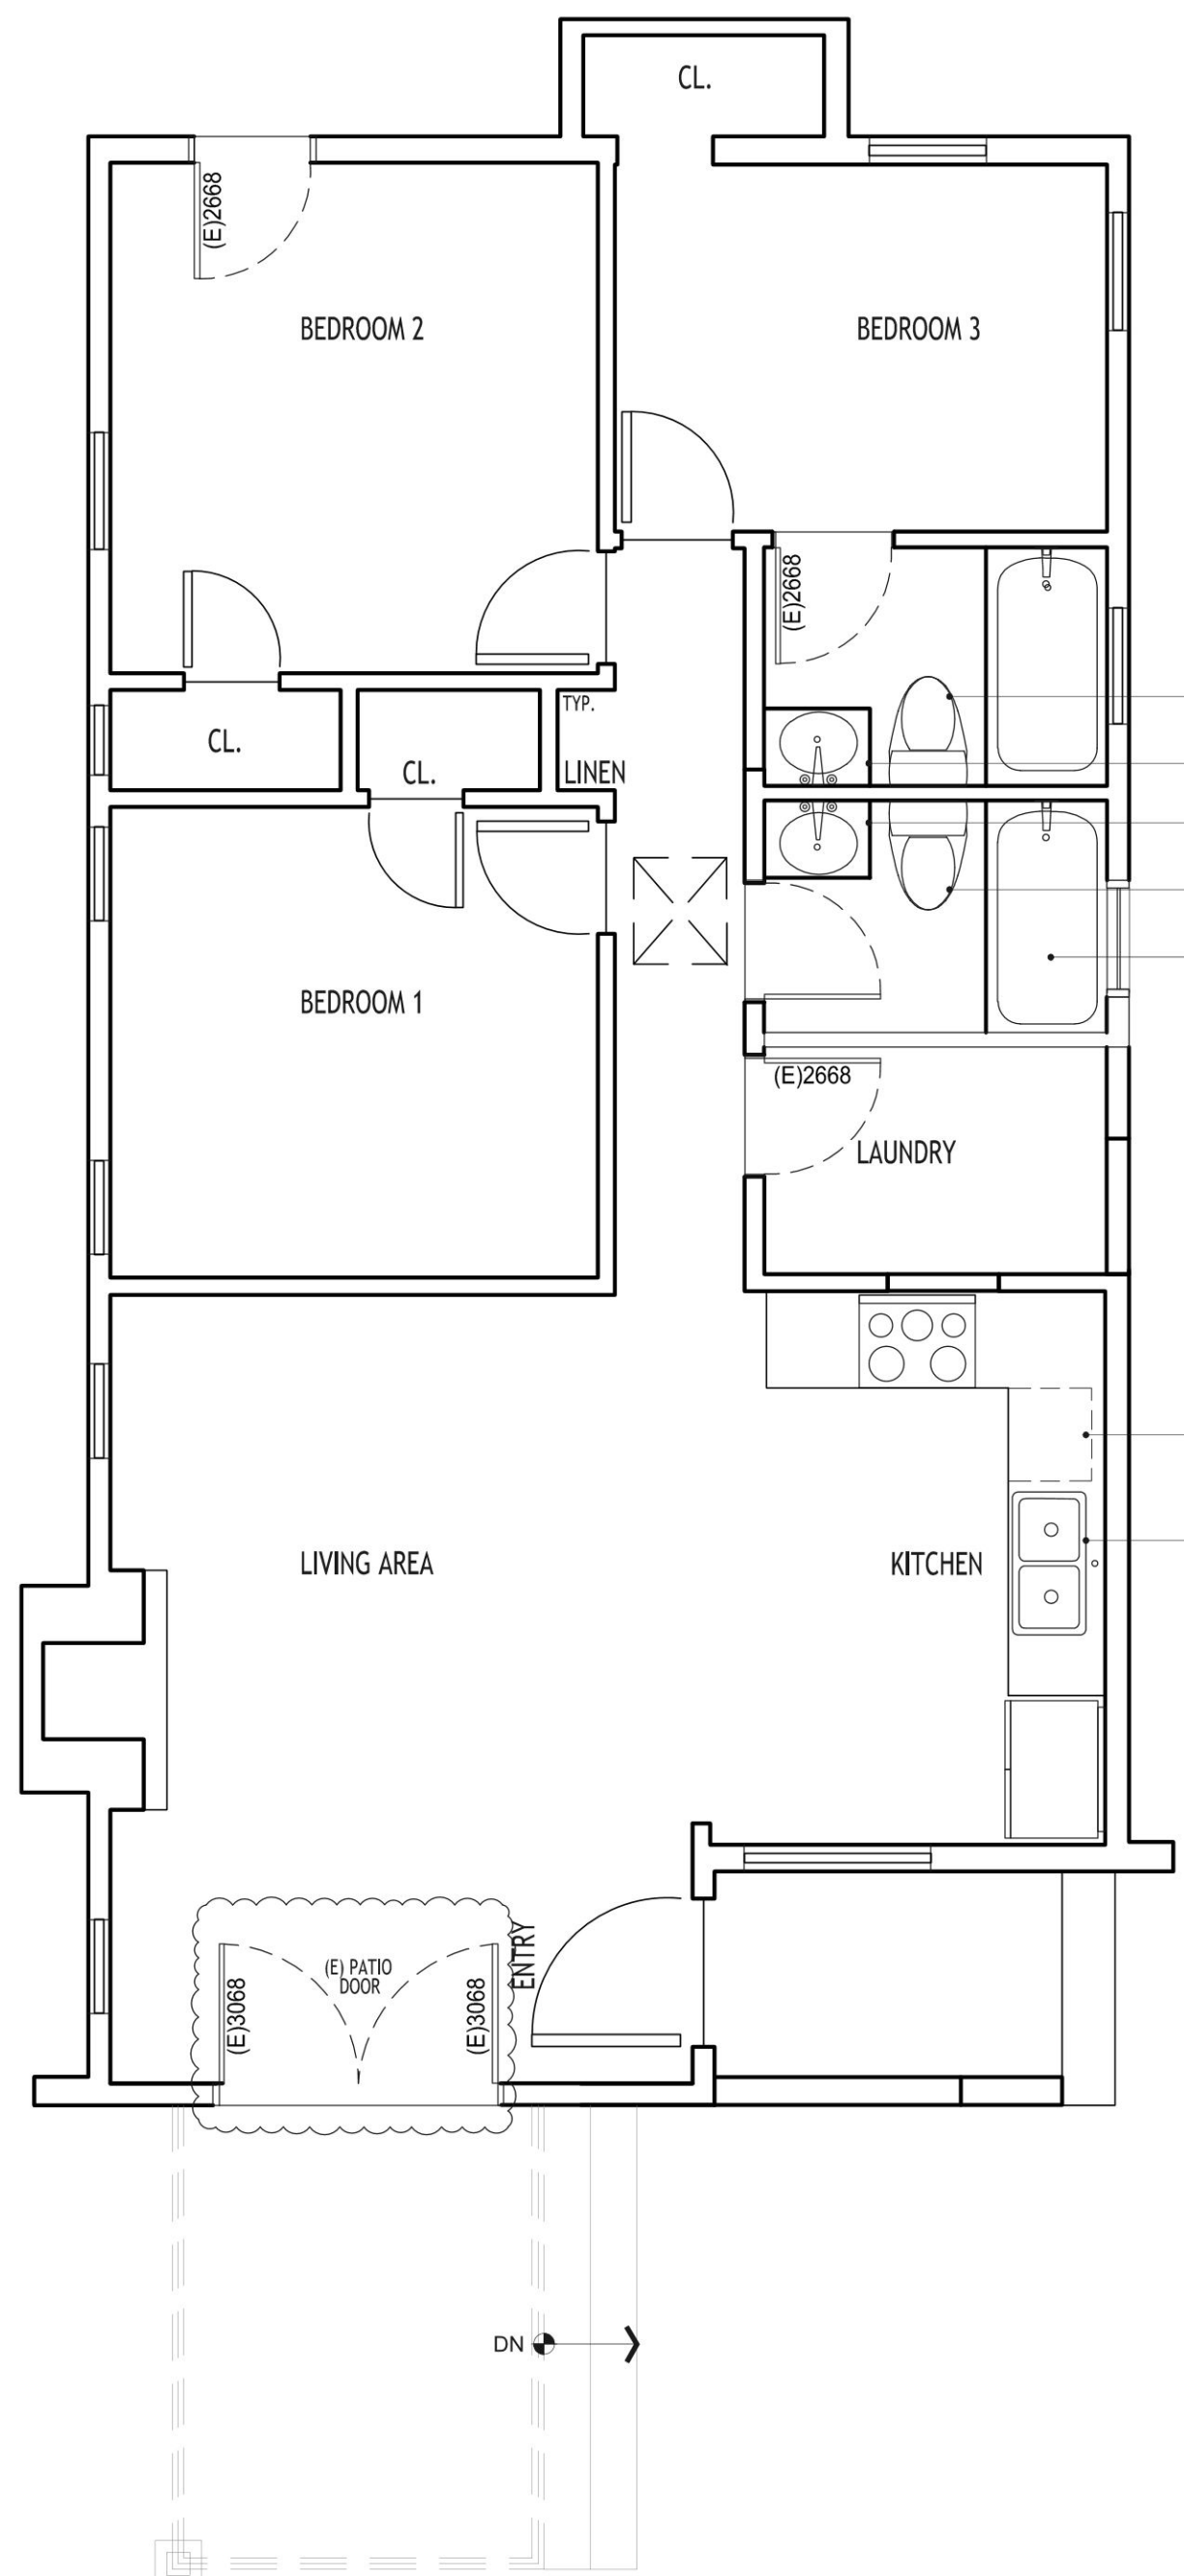 CL.
(E)2668
BEDROOM 2
BEDROOM 3
(E)2668
TYP.
CL.
CL.
LINEN
BEDROOM 1
(E)2668
LAUNDRY
LIVING AREA
KITCHEN
ENTRY
(E) PATIO
DOOR
(E)3068
(E)3068
DN